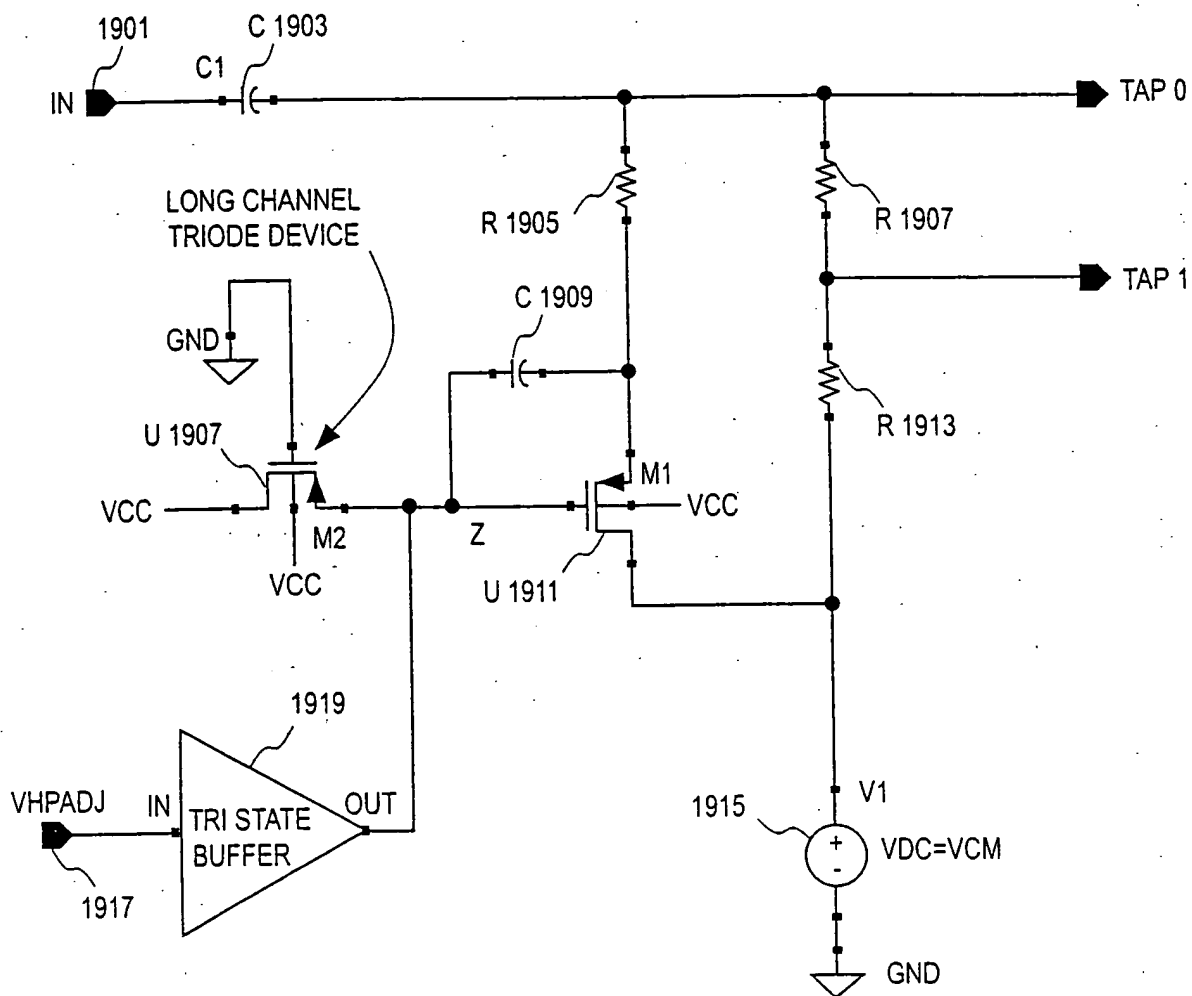 1901
C 1903
C1
IN
TAP 0
LONG CHANNEL
TRIODE DEVICE
R 1905
R 1907
TAP 1
C 1909
GND
R 1913
U 1907
M1
VCC
VCC
M2
Z
VCC
U 1911
1919
VHPADJ
IN
OUT
TRI STATE
BUFFER
1917
V1
1915
+
-
VDC=VCM
GND